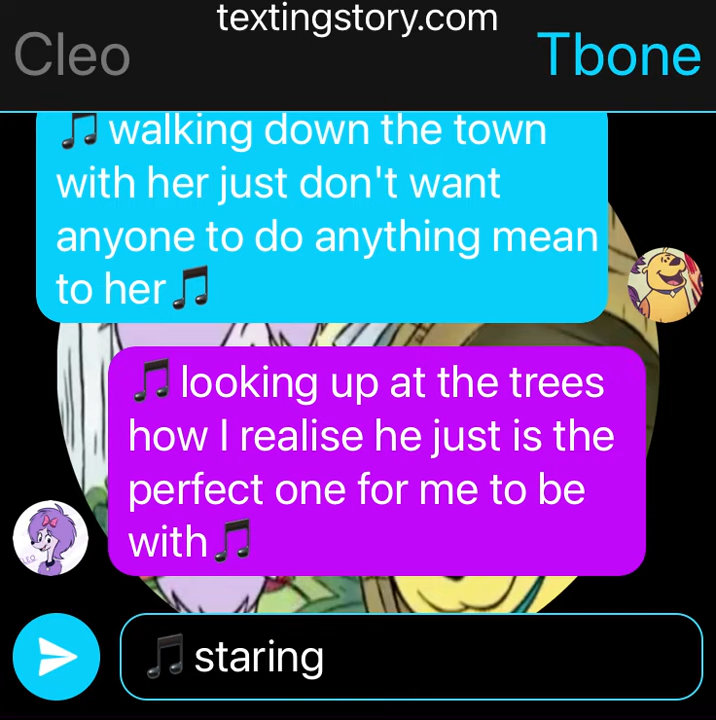 textingstory.com
Cleo
Tbone
🎵walking down the town
with her just don't want
anyone to do anything mean
to her🎵
🎵looking up at the trees
how I realise he just is the
perfect one for me to be
with🎵
🎵staring